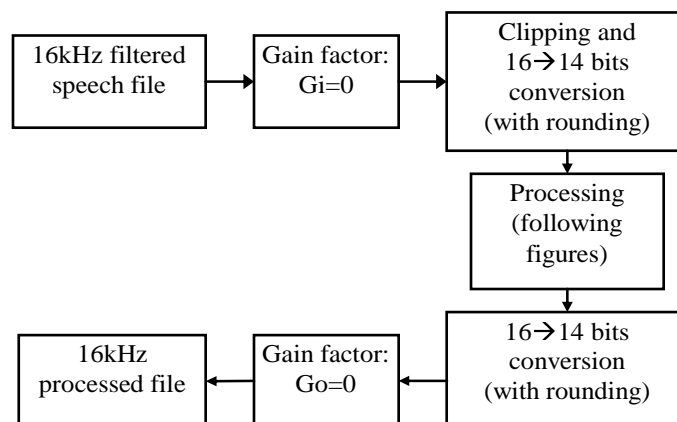 16kHz filtered
speech file
Gain factor:
Gi=0
Clipping and
16→14 bits
conversion
(with rounding)
Processing
(following
figures)
16→14 bits
conversion
(with rounding)
Gain factor:
Go=0
16kHz
processed file